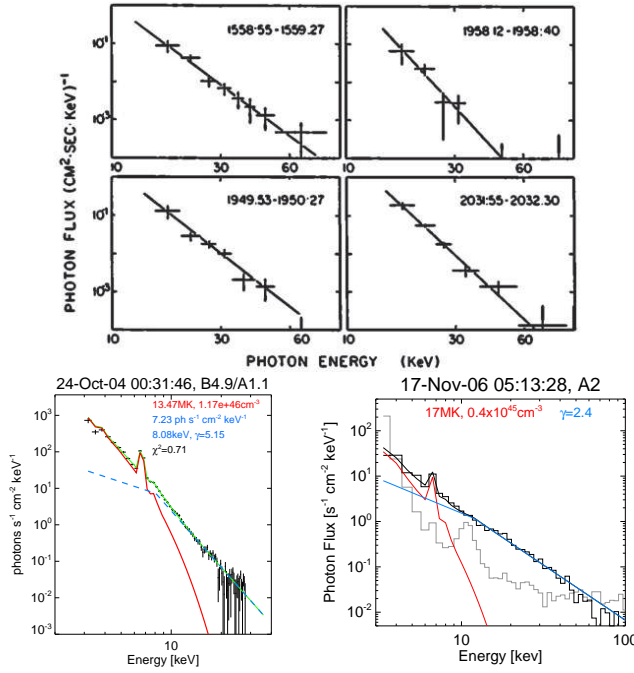 PHOTON FLUX (CM²·SEC·KEV)⁻¹
1558:55-1559.27
1958 12-1958:40
10¹
10³
10 30 60
10 30 60
1949.53-1950:27
2031:55-2032.30
10¹
10³
10 30 60
10 30 60
PHOTON ENERGY (KeV)
24-Oct-04 00:31:46, B4.9/A1.1
13.47MK, 1.17e+46cm⁻³
7.23 ph s⁻¹ cm⁻² keV⁻¹
8.08keV, γ=5.15
χ²=0.71
photons s⁻¹ cm⁻² keV⁻¹
10³
10²
10¹
10⁰
10⁻¹
10⁻²
10⁻³
10
Energy [keV]
17-Nov-06 05:13:28, A2
17MK, 0.4x10⁴⁵cm⁻³ γ=2.4
Photon Flux [s⁻¹ cm⁻² keV⁻¹]
10²
10¹
10⁰
10⁻¹
10⁻²
10 100
Energy [kev]